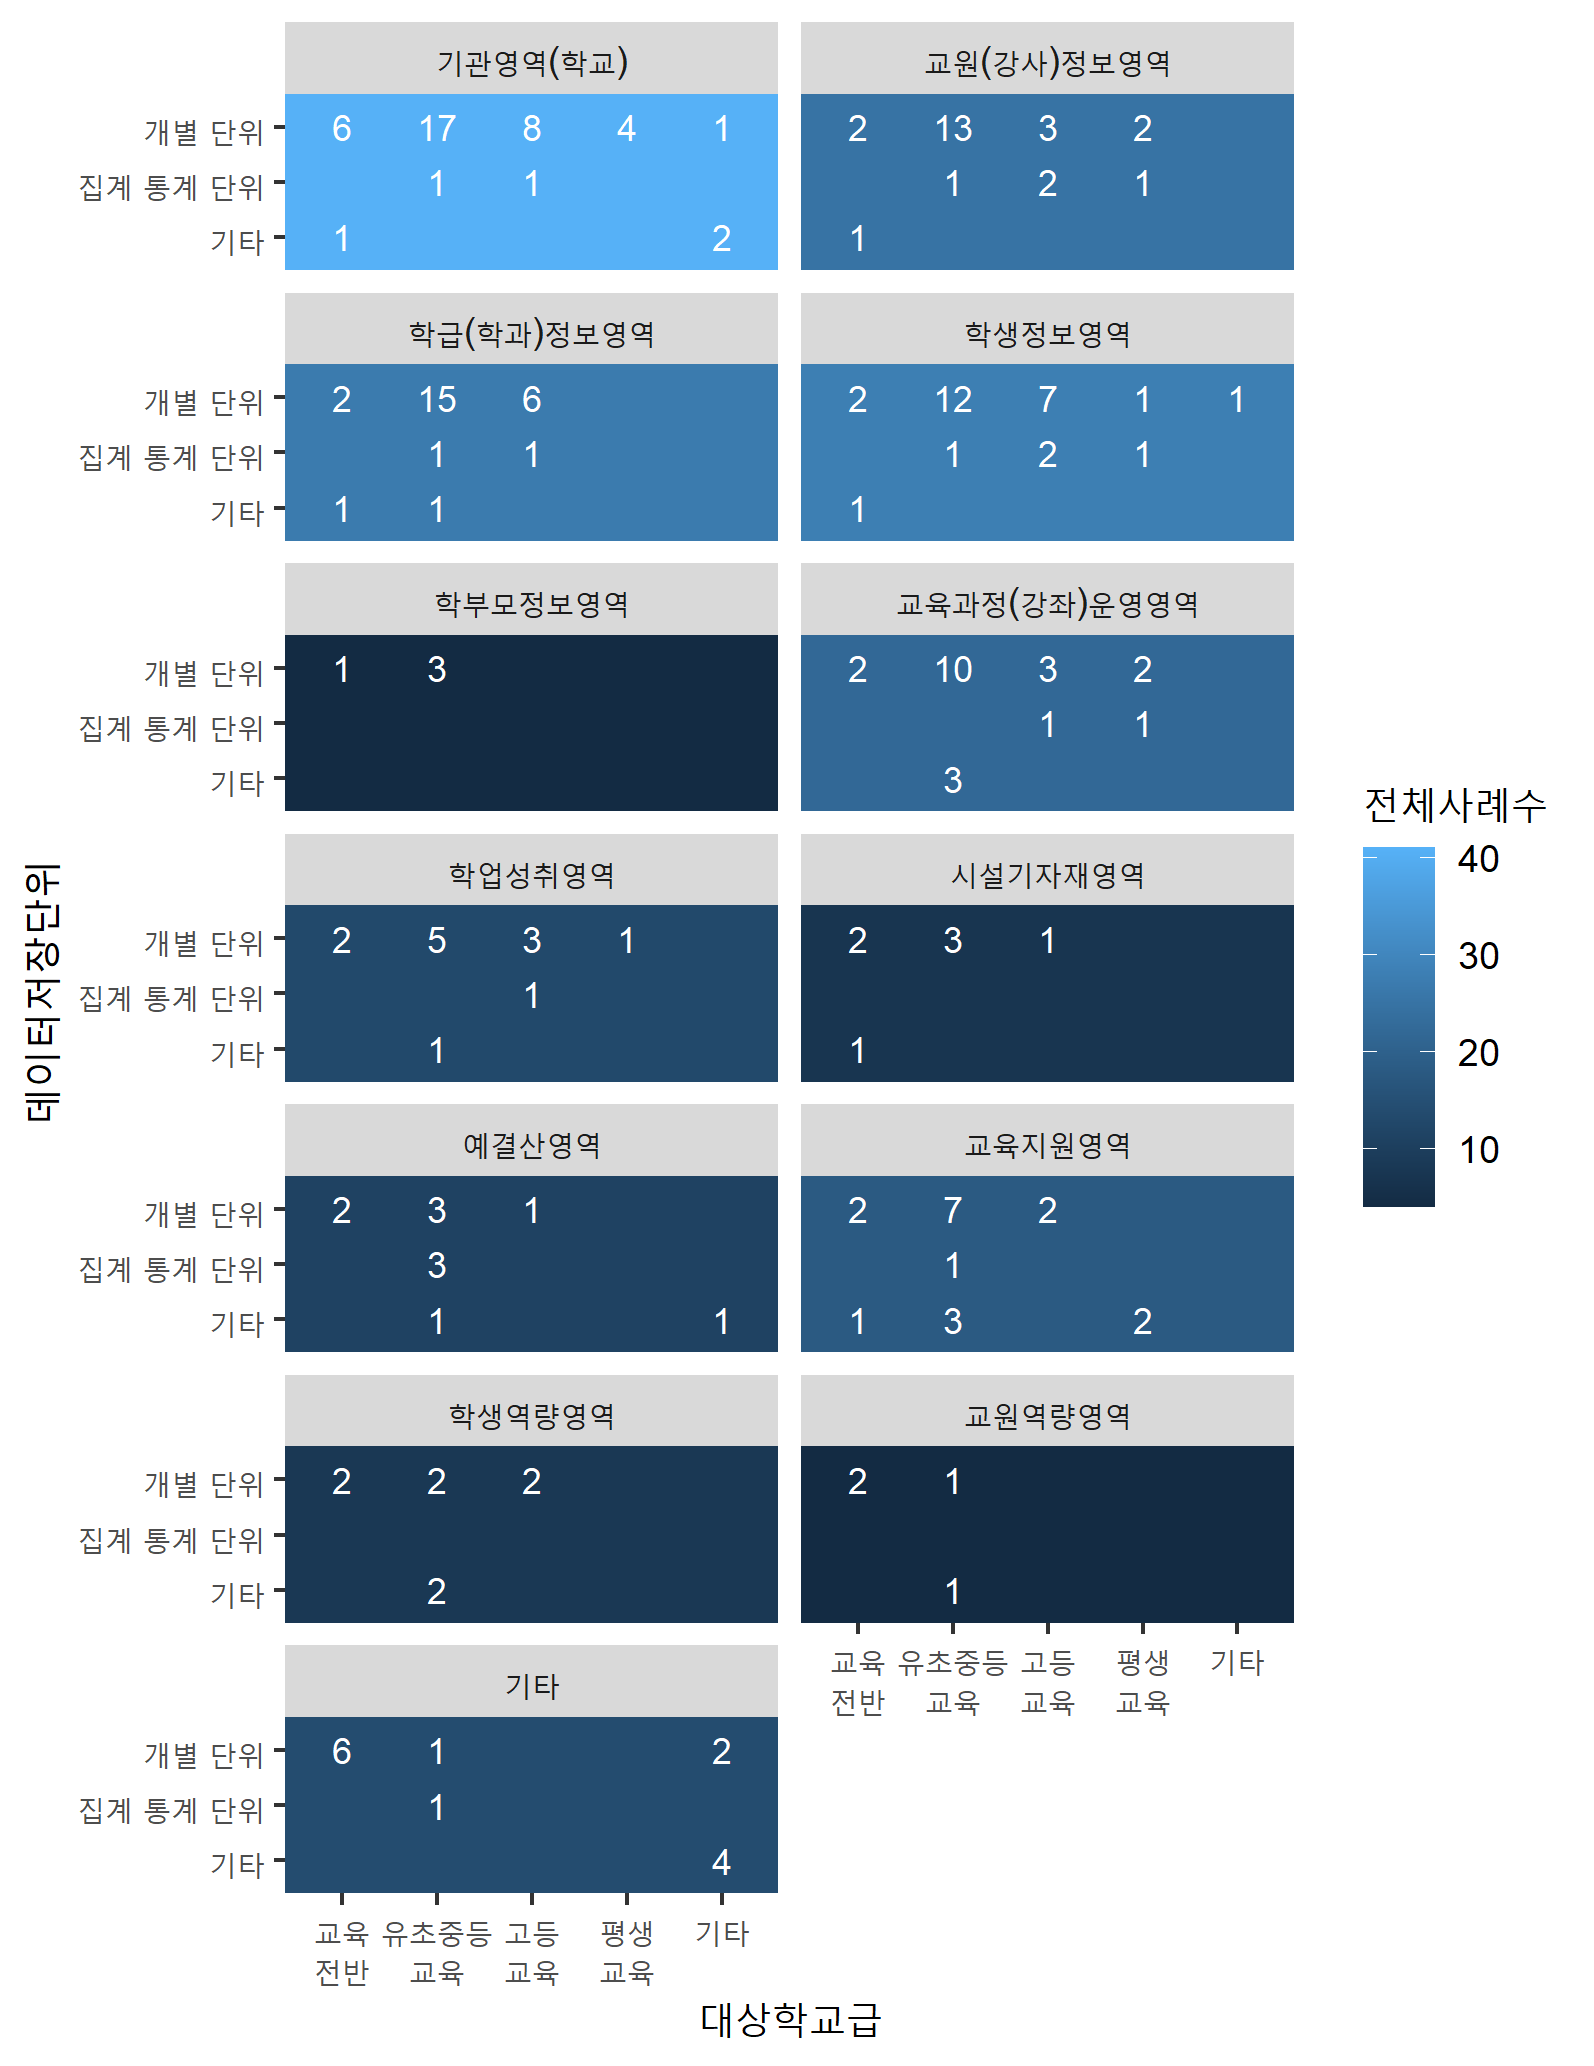 기관영역(학교) 교원(강사)정보영역
개별 단위 6 17 8 4 1 2 13 3 2
집계 통계 단위 1 1 1 2 1
기타 1 2 1
학급(학과)정보영역 학생정보영역
개별 단위 2 15 6 2 12 7 1 1
집계 통계 단위 1 1 1 2 1
기타 1 1 1
학부모정보영역 교육과정(강좌)운영영역
개별 단위 1 3 2 10 3 2
집계 통계 단위 1 1
기타 3
학업성취영역 시설기자재영역
개별 단위 2 5 3 1 2 3 1
집계 통계 단위 1
기타 1 1
예결산영역 교육지원영역
개별 단위 2 3 1 2 7 2
집계 통계 단위 3 1
기타 1 1 1 3 2
학생역량영역 교원역량영역
개별 단위 2 2 2 2 1
집계 통계 단위
기타 2 1
교육 유초중등 고등 평생 기타
전반 교육 교육 교육
기타
개별 단위 6 1 2
집계 통계 단위 1
기타 4
교육 유초중등 고등 평생 기타
전반 교육 교육 교육
대상학교급
데이터저장단위
전체사례수
40
30
20
10